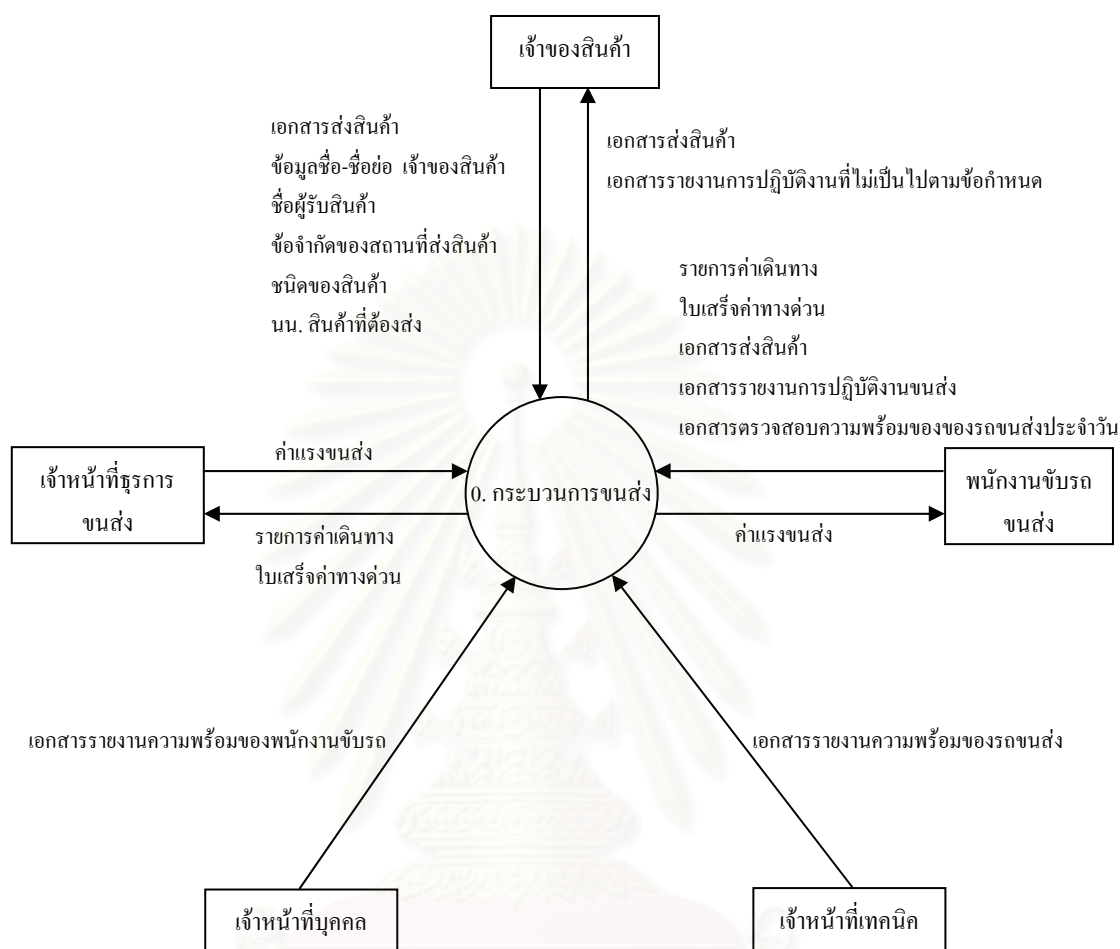 เจ้าของสินค้า
เอกสารส่งสินค้า
ข้อมูลชื่อ-ชื่อย่อ เจ้าของสินค้า
ชื่อผู้รับสินค้า
ข้อจำกัดของสถานที่ส่งสินค้า
ชนิดของสินค้า
นน. สินค้าที่ต้องส่ง
เอกสารส่งสินค้า
เอกสารรายงานการปฏิบัติงานที่ไม่เป็นไปตามข้อกำหนด
รายการค่าเดินทาง
ใบเสร็จค่าทางด่วน
เอกสารส่งสินค้า
เอกสารรายงานการปฏิบัติงานขนส่ง
เอกสารตรวจสอบความพร้อมของของรถขนส่งประจำวัน
เจ้าหน้าที่ธุรการ
ขนส่ง
ค่าแรงขนส่ง
รายการค่าเดินทาง
ใบเสร็จค่าทางด่วน
0. กระบวนการขนส่ง
ค่าแรงขนส่ง
พนักงานขับรถ
ขนส่ง
เอกสารรายงานความพร้อมของพนักงานขับรถ
เอกสารรายงานความพร้อมของรถขนส่ง
เจ้าหน้าที่บุคคล
เจ้าหน้าที่เทคนิค